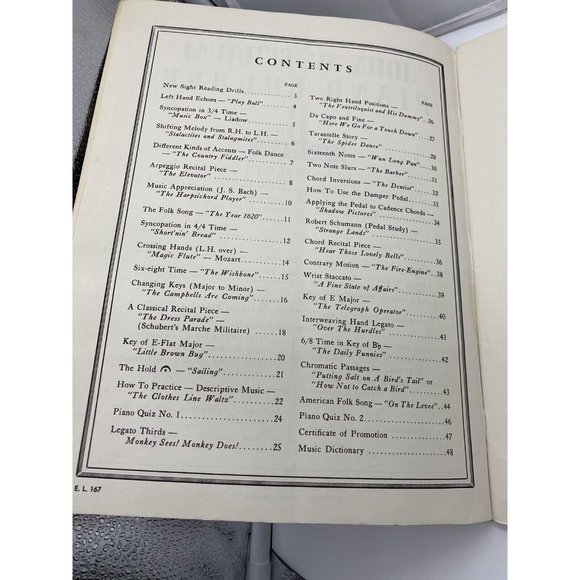 CONTENTS
PAGE
New Sight Reading Drills 3
Left Hand Echoes — "Play Ball" 4
Syncopation in 3/4 Time —
"Music Box" — Liadow. 5
Shifting Melody from R.H. to L.H. —
"Stalactites and Stalagmites" 6
Different Kinds of Accents — Folk Dance
— "The Country Fiddler" 7
Arpeggio Recital Piece —
"The Elevator" 8
Music Appreciation (J. S. Bach) —
"The Harpsichord Player" 10
The Folk Song — "The Year 1620" 11
Syncopation in 4/4 Time —
"Short'nin' Bread" 12
Crossing Hands (L.H. over) —
"Magic Flute" — Mozart 14
Six-eight Time — "The Wishbone" 15
Changing Keys (Major to Minor) —
"The Campbells Are Coming" 16
A Classical Recital Piece —
"The Dress Parade" —
(Schubert's Marche Militaire) 18
Key of E-Flat Major —
"Little Brown Bug" 20
The Hold 𝄐 — "Sailing" 21
How To Practice — Descriptive Music —
"The Clothes Line Waltz" 22
Piano Quiz No. 1 24
Legato Thirds —
Monkey Sees! Monkey Does! 25
PAGE
Two Right Hand Positions —
"The Ventriloquist and His Dummy" 26
Da Capo and Fine —
"Here We Go For a Touch Down" 27
Tarantelle Story —
"The Spider Dance" 28
Sixteenth Notes — "Wun Long Pan" 30
Two Note Slurs — "The Barber" 31
Chord Inversions — "The Dentist" 32
How To Use the Damper Pedal 33
Applying the Pedal to Cadence Chords —
"Shadow Pictures" 34
Robert Schumann (Pedal Study) —
"Strange Lands" 35
Chord Recital Piece —
"Hear Those Lovely Bells" 36
Contrary Motion — "The Fire-Engine" 38
Wrist Staccato —
"A Fine State of Affairs" 39
Key of E Major —
"The Telegraph Operator" 40
Interweaving Hand Legato —
"Over The Hurdles" 41
6/8 Time in Key of B♭ —
"The Daily Funnies" 42
Chromatic Passages —
"Putting Salt on A Bird's Tail" or
"How Not to Catch a Bird" 43
American Folk Song — "On The Levee" 44
Piano Quiz No. 2 46
Certificate of Promotion 47
Music Dictionary 48
E. L. 167